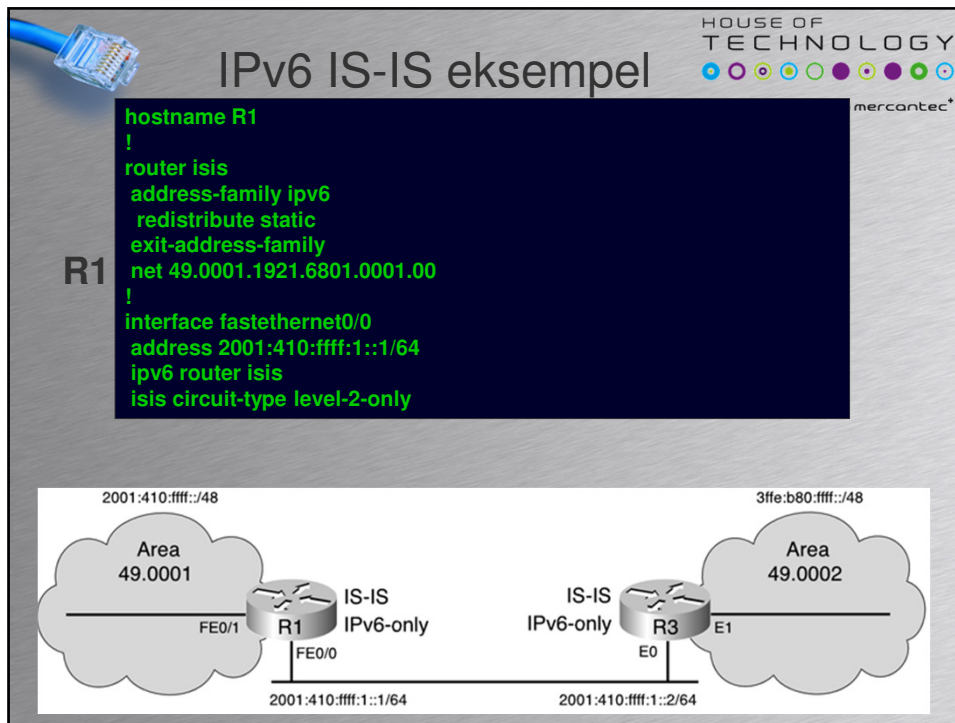 HOUSE OF
TECHNOLOGY
mercantec+
IPv6 IS-IS eksempel
R1
hostname R1
!
router isis
address-family ipv6
redistribute static
exit-address-family
net 49.0001.1921.6801.0001.00
!
interface fastethernet0/0
address 2001:410:ffff:1::1/64
ipv6 router isis
isis circuit-type level-2-only
2001:410:ffff::/48
3ffe:b80:ffff::/48
Area
49.0001
Area
49.0002
IS-IS
IPv6-only
IS-IS
IPv6-only
FE0/1
R1
FE0/0
R3
E1
E0
2001:410:ffff:1::1/64
2001:410:ffff:1::2/64